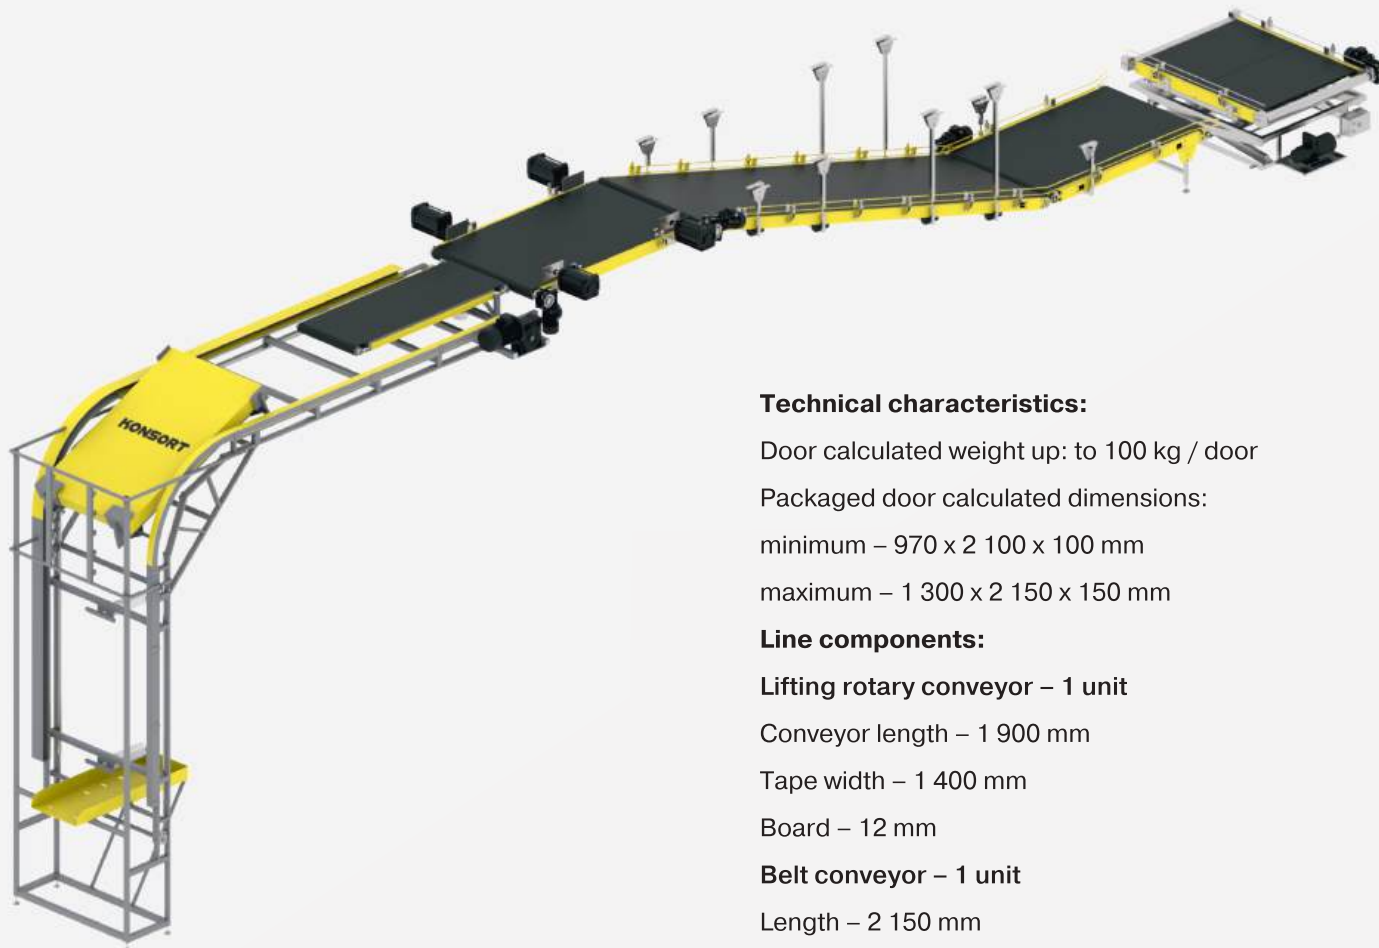 KONSORT
Technical characteristics:
Door calculated weight up: to 100 kg / door
Packaged door calculated dimensions:
minimum – 970 x 2 100 x 100 mm
maximum – 1 300 x 2 150 x 150 mm
Line components:
Lifting rotary conveyor – 1 unit
Conveyor length – 1 900 mm
Tape width – 1 400 mm
Board – 12 mm
Belt conveyor – 1 unit
Length – 2 150 mm